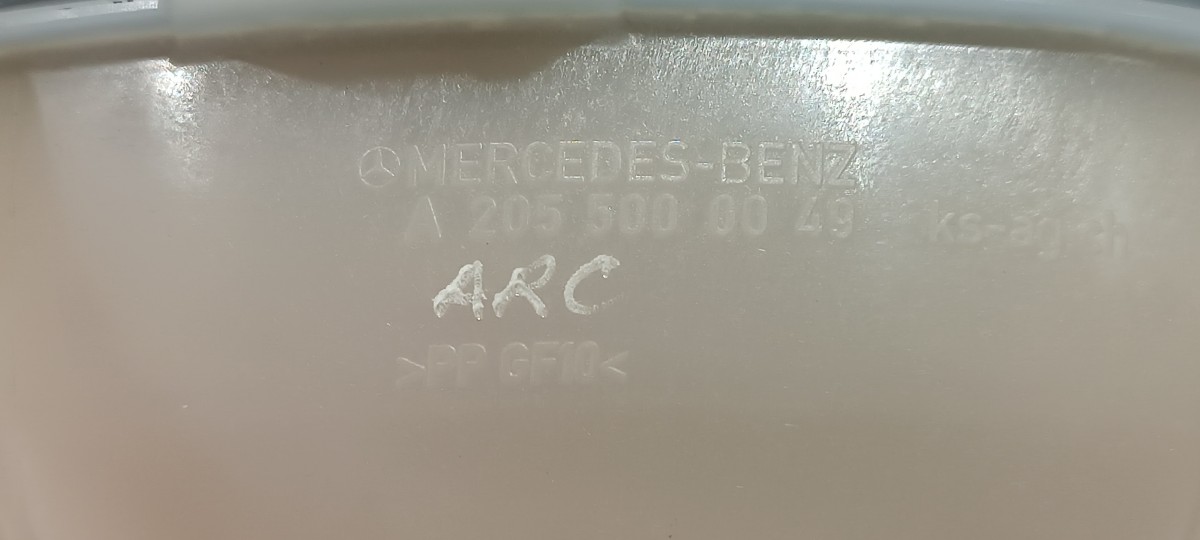 MERCEDES-BENZ
A 205 500 00 49
ARC
>PP GF10<